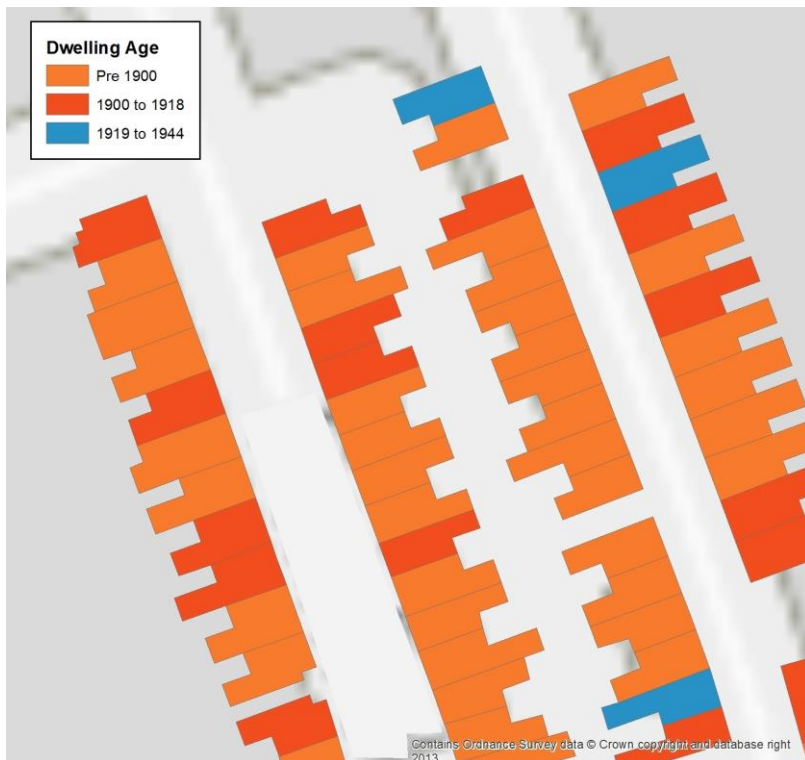 Dwelling Age
Pre 1900
1900 to 1918
1919 to 1944
Contains Ordnance Survey data © Crown copyright and database right
2013